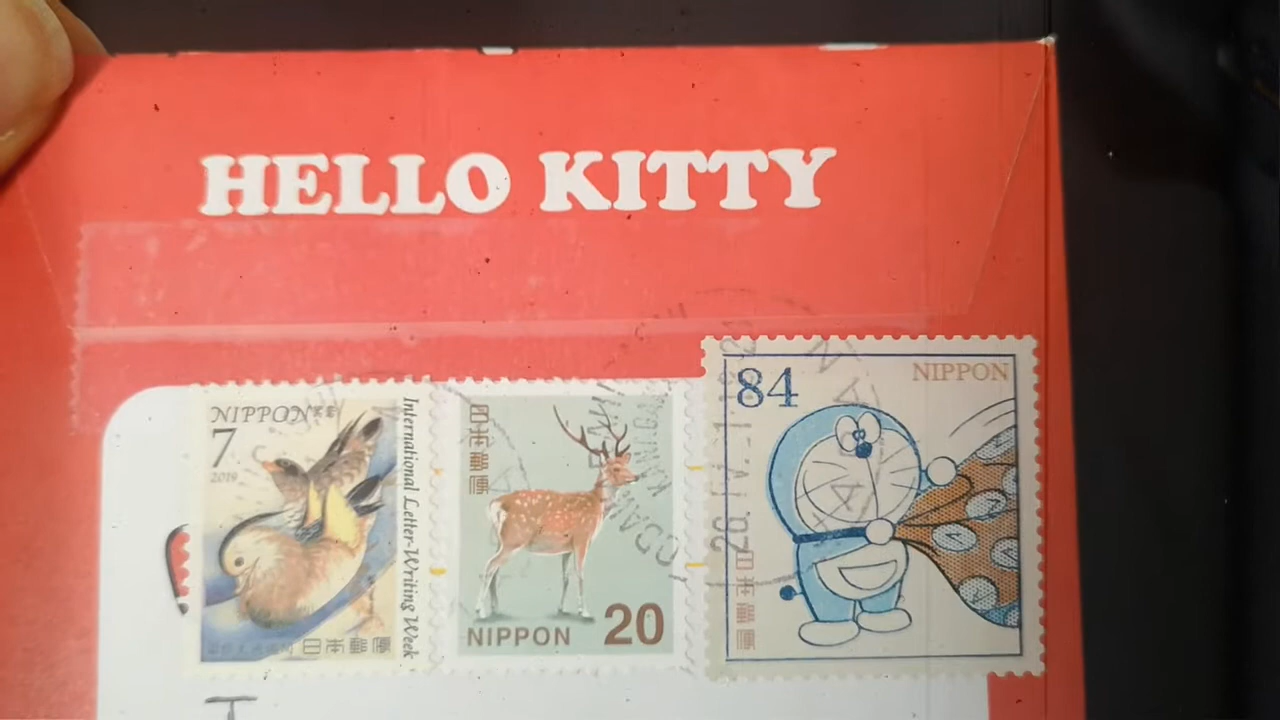 HELLO KITTY
NIPPON
7
2019
International Letter-Writing Week
日本郵便
日本郵便
NIPPON 20
84 NIPPON
日本郵便